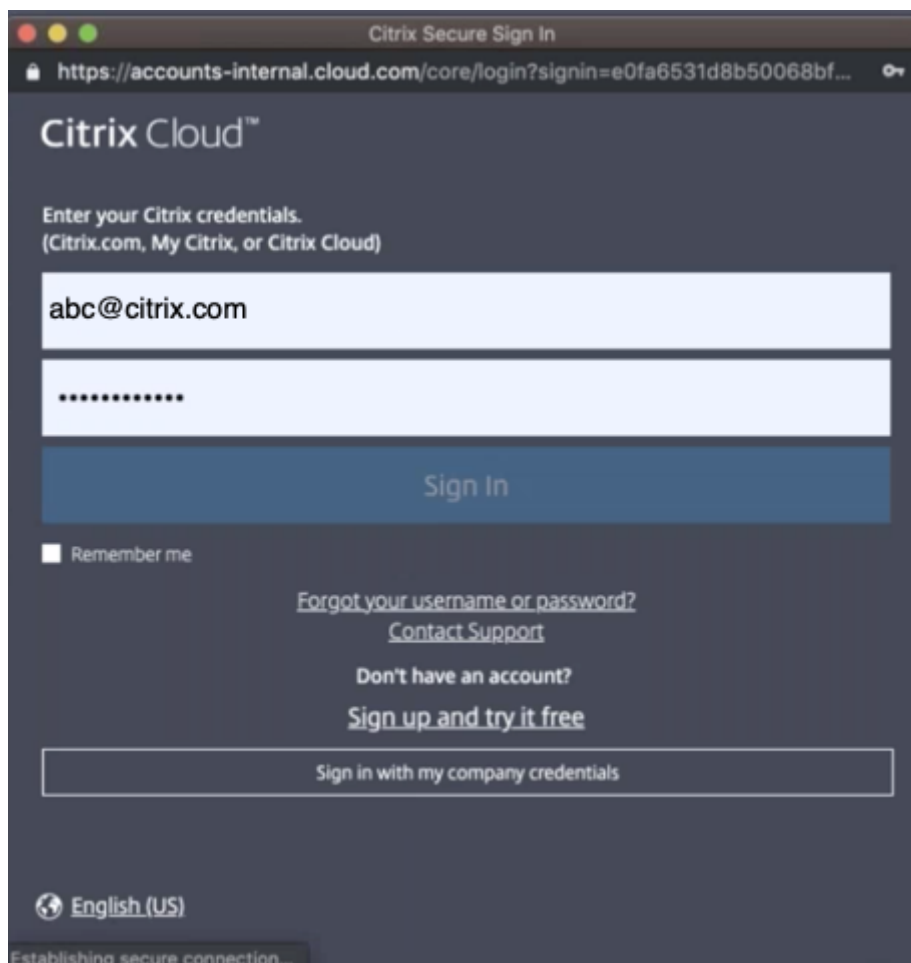 Citrix Secure Sign In
https://accounts-internal.cloud.com/core/login?signin=e0fa6531d8b50068bf...
Citrix Cloud™
Enter your Citrix credentials.
(Citrix.com, My Citrix, or Citrix Cloud)
abc@citrix.com
••••••••••••
Sign In
Remember me
Forgot your username or password?
Contact Support
Don't have an account?
Sign up and try it free
Sign in with my company credentials
English (US)
Establishing secure connection...